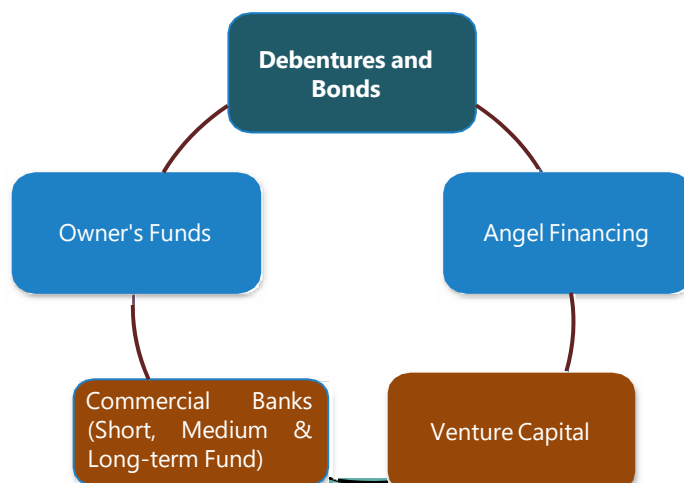 Debentures and
Bonds
Owner's Funds
Angel Financing
Commercial Banks
(Short, Medium &
Long-term Fund)
Venture Capital